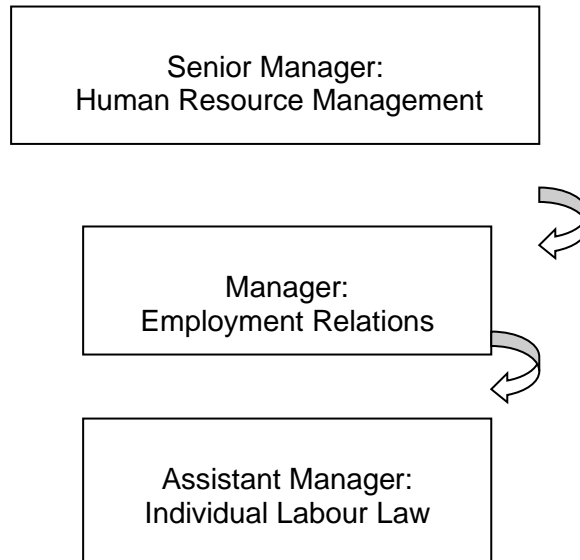 Senior Manager:
Human Resource Management
Manager:
Employment Relations
Assistant Manager:
Individual Labour Law